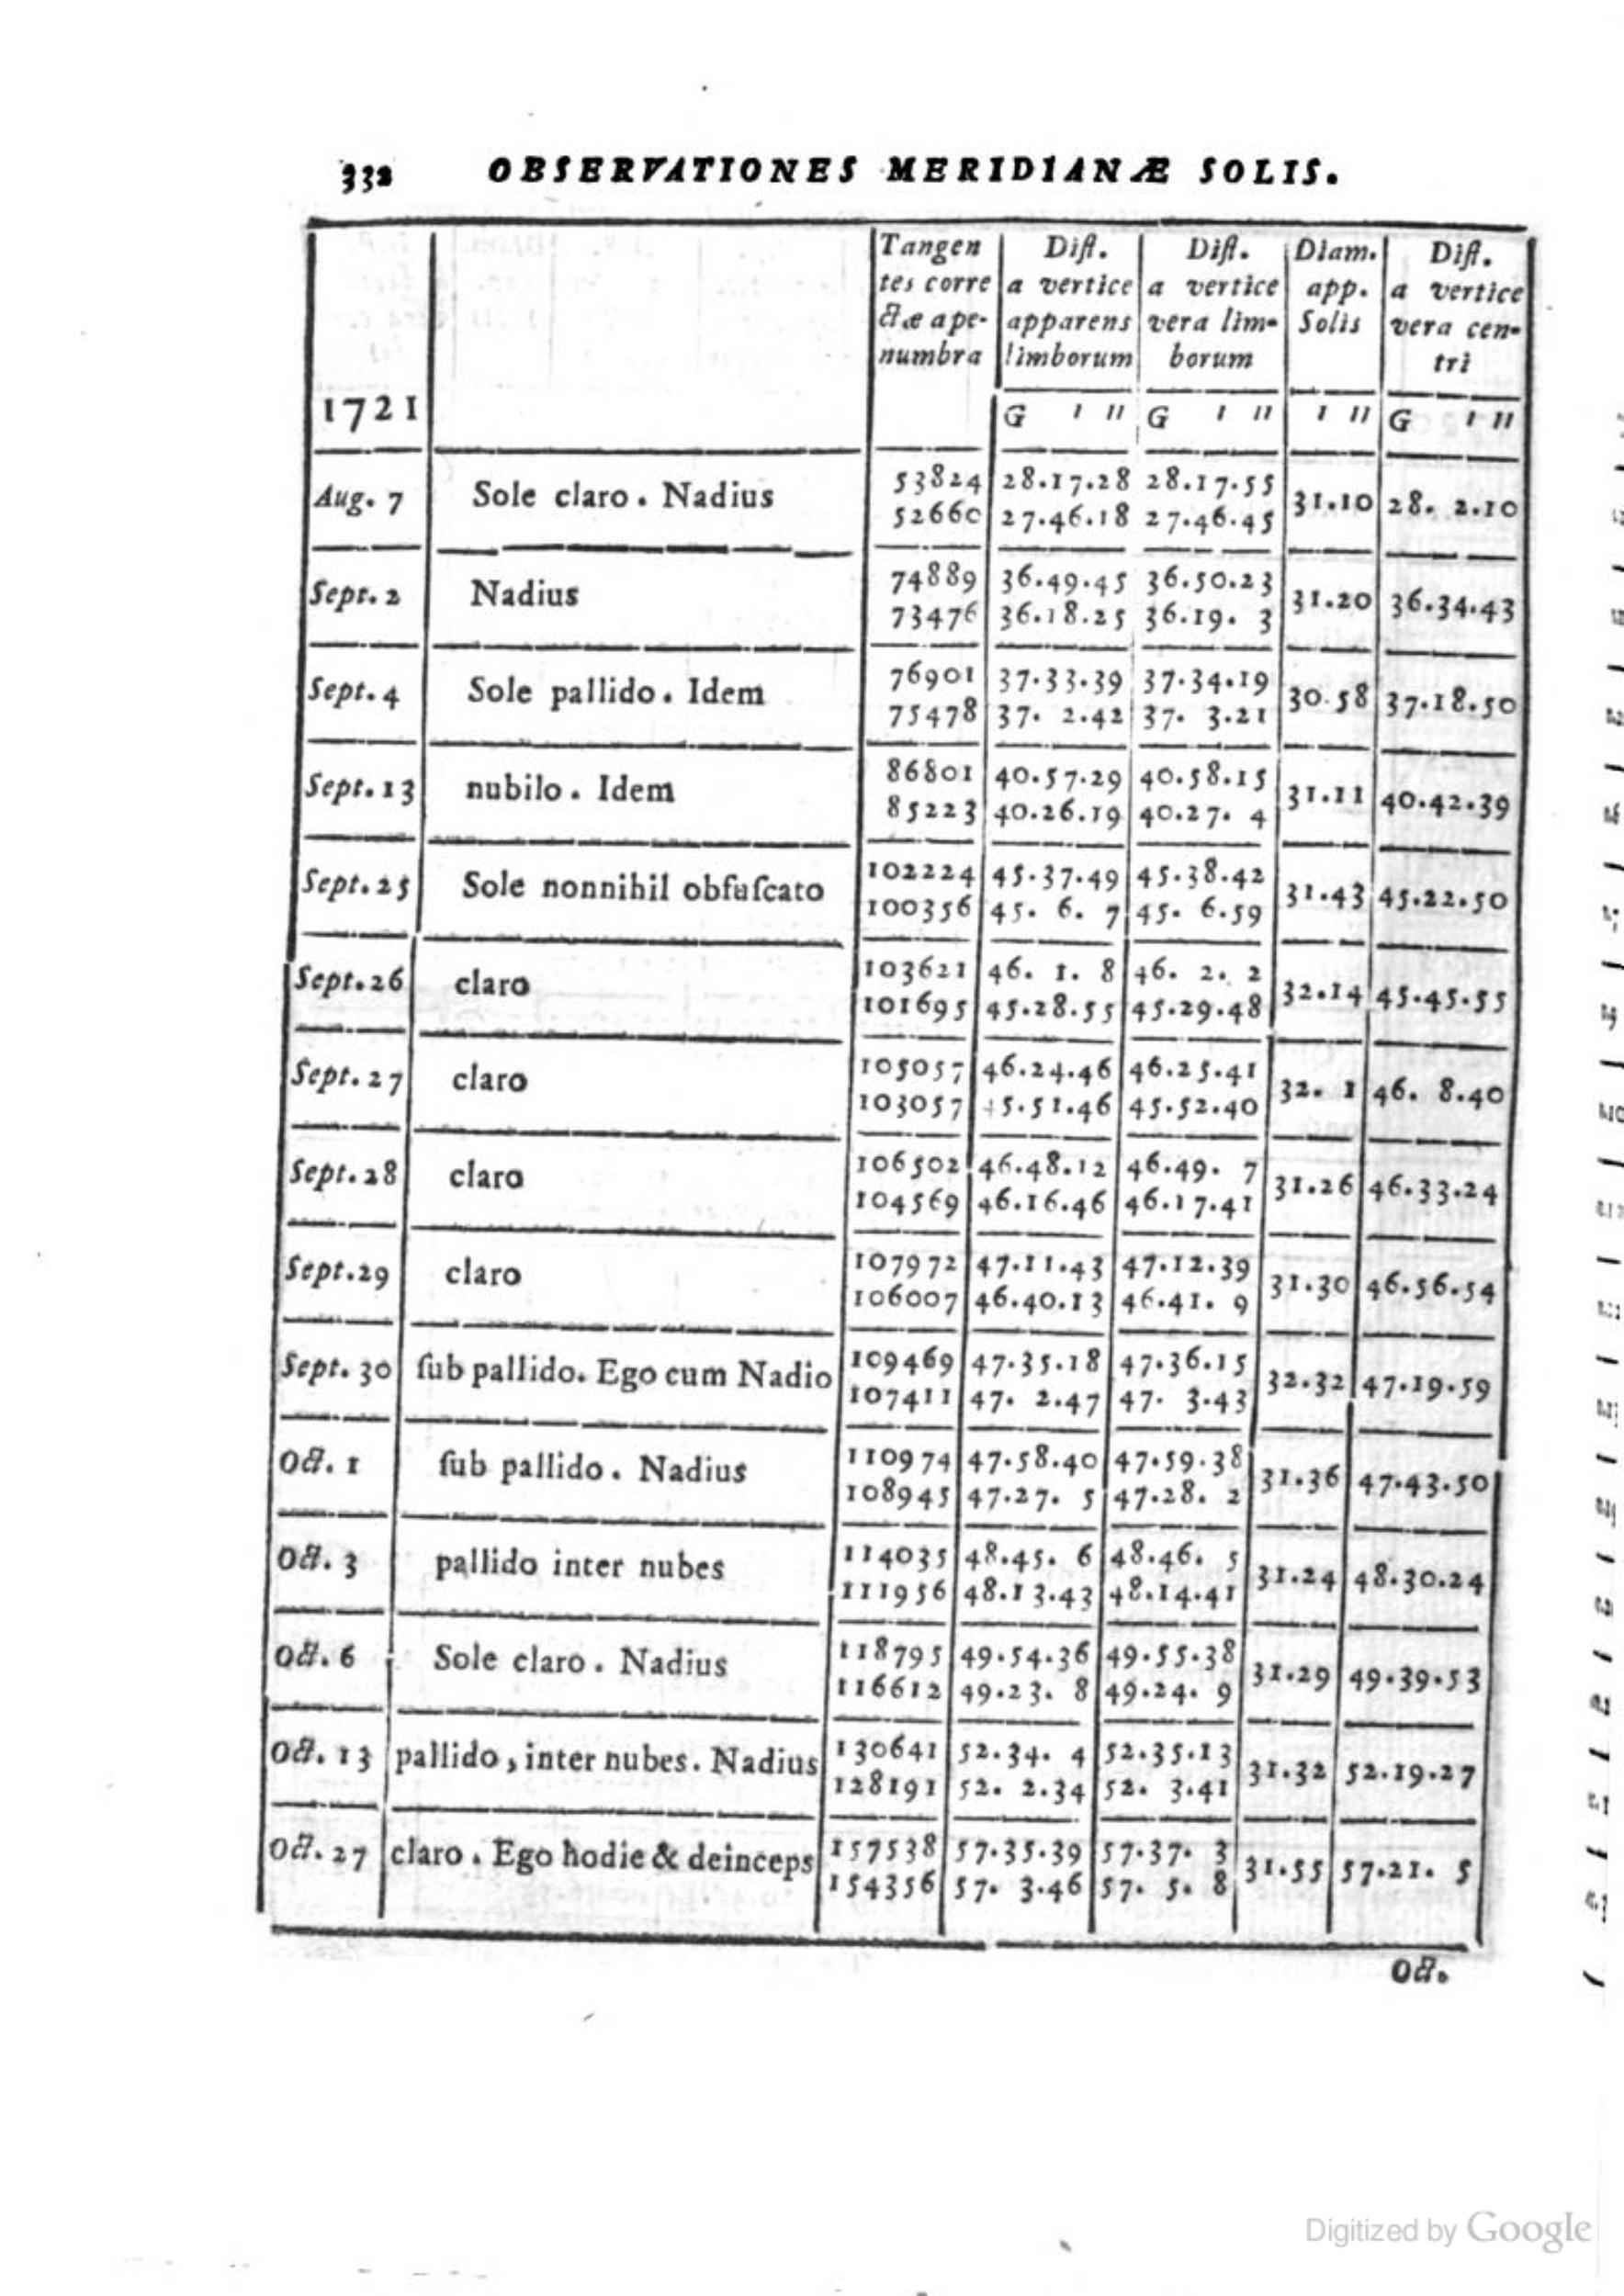 332 OBSERVATIONES MERIDIANÆ SOLIS.
1721
Tangen Dist. Dist. Diam. Dist.
tes corre a vertice a vertice app. a vertice
ctæ ape- apparens vera lim- Solis vera cen-
numbra limborum borum tri
G ı ıı G ı ıı ı ıı G ı ıı
Aug. 7 Sole claro. Nadius 53824 28.17.28 28.17.55 31.10 28. 2.10
52660 27.46.18 27.46.45
Sept. 2 Nadius 74889 36.49.45 36.50.23 31.20 36.34.43
73476 36.18.25 36.19. 3
Sept. 4 Sole pallido. Idem 76901 37.33.39 37.34.19 30.58 37.18.50
75478 37. 2.42 37. 3.21
Sept. 13 nubilo. Idem 86801 40.57.29 40.58.15 31.11 40.42.39
85223 40.26.19 40.27. 4
Sept. 25 Sole nonnihil obfuſcato 102224 45.37.49 45.38.42 31.43 45.22.50
100356 45. 6. 7 45. 6.59
Sept. 26 claro 103621 46. 1. 8 46. 2. 2 32.14 45.45.55
101695 45.28.55 45.29.48
Sept. 27 claro 105057 46.24.46 46.25.41 32. 1 46. 8.40
103057 45.51.46 45.52.40
Sept. 28 claro 106502 46.48.12 46.49. 7 31.26 46.33.24
104569 46.16.46 46.17.41
Sept. 29 claro 107972 47.11.43 47.12.39 31.30 46.56.54
106007 46.40.13 46.41. 9
Sept. 30 ſub pallido. Ego cum Nadio 109469 47.35.18 47.36.15 32.32 47.19.59
107411 47. 2.47 47. 3.43
Oct. 1 ſub pallido. Nadius 110974 47.58.40 47.59.38 31.36 47.43.50
108945 47.27. 5 47.28. 2
Oct. 3 pallido inter nubes 114035 48.45. 6 48.46. 5 31.24 48.30.24
111956 48.13.43 48.14.41
Oct. 6 Sole claro. Nadius 118795 49.54.36 49.55.38 31.29 49.39.53
116612 49.23. 8 49.24. 9
Oct. 13 pallido, inter nubes. Nadius 130641 52.34. 4 52.35.13 31.32 52.19.27
128191 52. 2.34 52. 3.41
Oct. 27 claro. Ego hodie & deinceps 157538 57.35.39 57.37. 3 31.55 57.21. 5
154356 57. 3.46 57. 5. 8
Oct.
Digitized by Google